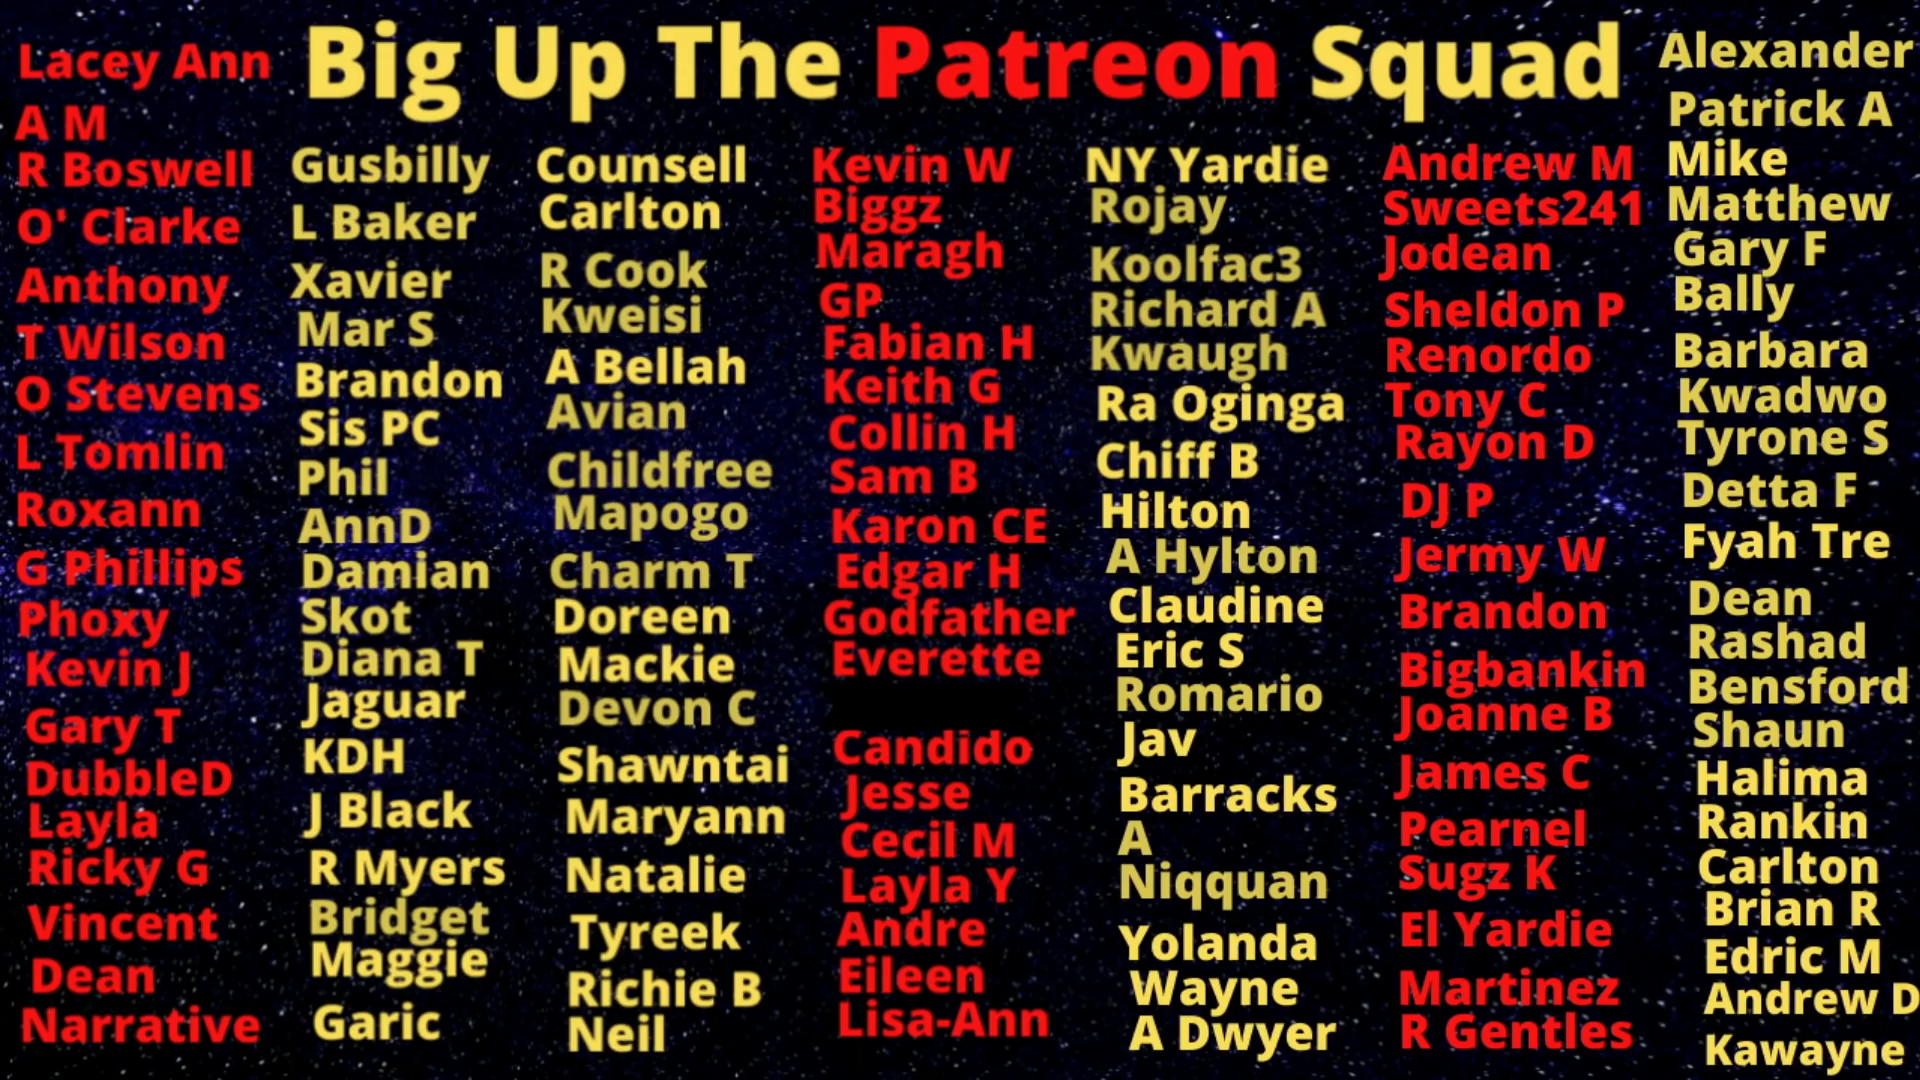 Big Up The Patreon Squad
Lacey Ann
A M
R Boswell
O' Clarke
Anthony
T Wilson
O Stevens
L Tomlin
Roxann
G Phillips
Phoxy
Kevin J
Gary T
DubbleD
Layla
Ricky G
Vincent
Dean
Narrative
Gusbilly
L Baker
Xavier
Mar S
Brandon
Sis PC
Phil
AnnD
Damian
Skot
Diana T
Jaguar
KDH
J Black
R Myers
Bridget
Maggie
Garic
Counsell
Carlton
R Cook
Kweisi
A Bellah
Avian
Childfree
Mapogo
Charm T
Doreen
Mackie
Devon C
Shawntai
Maryann
Natalie
Tyreek
Richie B
Neil
Kevin W
Biggz
Maragh
GP
Fabian H
Keith G
Collin H
Sam B
Karon CE
Edgar H
Godfather
Everette
Candido
Jesse
Cecil M
Layla Y
Andre
Eileen
Lisa-Ann
NY Yardie
Rojay
Koolfac3
Richard A
Kwaugh
Ra Oginga
Chiff B
Hilton
A Hylton
Claudine
Eric S
Romario
Jav
Barracks
A
Niqquan
Yolanda
Wayne
A Dwyer
Andrew M
Sweets241
Jodean
Sheldon P
Renordo
Tony C
Rayon D
DJ P
Jermy W
Brandon
Bigbankin
Joanne B
James C
Pearnel
Sugz K
El Yardie
Martinez
R Gentles
Alexander
Patrick A
Mike
Matthew
Gary F
Bally
Barbara
Kwadwo
Tyrone S
Detta F
Fyah Tre
Dean
Rashad
Bensford
Shaun
Halima
Rankin
Carlton
Brian R
Edric M
Andrew D
Kawayne